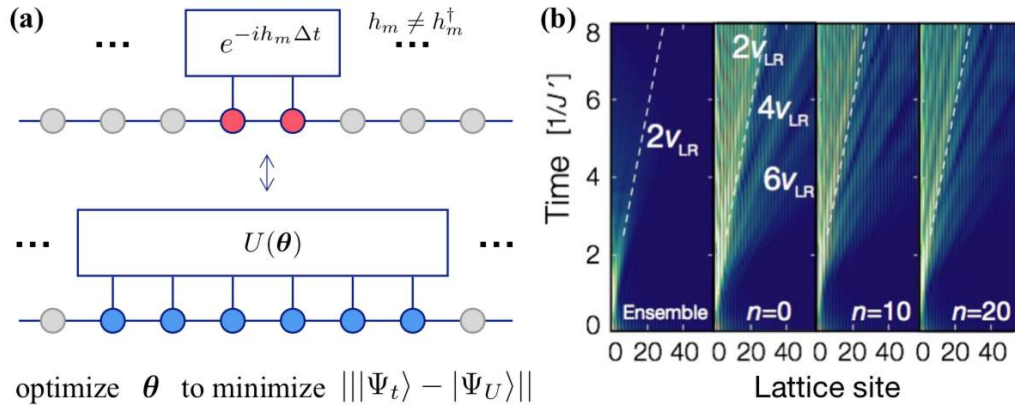 (a)
... e^{-ih_m Δt} h_m ≠ h_m^† ...
... U(θ) ...
optimize θ to minimize |||Ψ_t⟩ − |Ψ_U⟩||
(b)
Time [1/J']
8
6
4
2
0
2v_LR
Ensemble
2v_LR
4v_LR
6v_LR
n=0
n=10
n=20
0 20 40 0 20 40 0 20 40 0 20 40
Lattice site